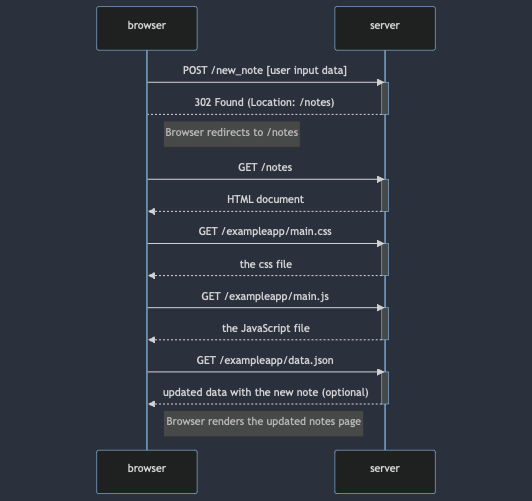 browser server
POST /new_note [user input data]
302 Found (Location: /notes)
Browser redirects to /notes
GET /notes
HTML document
GET /exampleapp/main.css
the css file
GET /exampleapp/main.js
the JavaScript file
GET /exampleapp/data.json
updated data with the new note (optional)
Browser renders the updated notes page
browser server